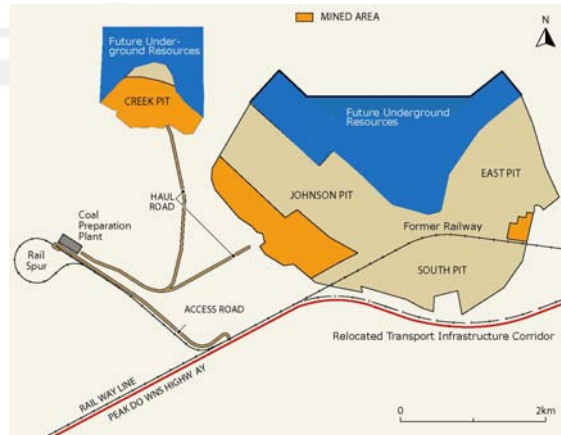 MINED AREA
N
Future Under-
ground Resources
CREEK PIT
Future Underground
Resources
EAST PIT
JOHNSON PIT
HAUL
ROAD
Coal
Preparation
Plant
Former Railway
Rail
Spur
SOUTH PIT
ACCESS ROAD
Relocated Transport Infrastructure Corridor
RAIL WAY LINE
PEAK DO WNS HIGHW AY
0
2km